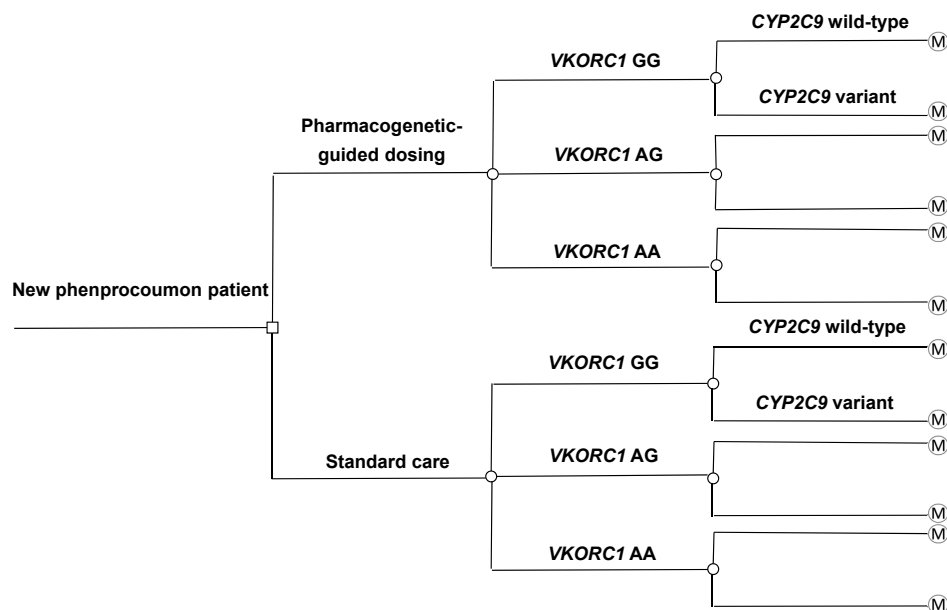 CYP2C9 wild-type
M
VKORC1 GG
CYP2C9 variant
M
Pharmacogenetic-
guided dosing
M
VKORC1 AG
M
M
VKORC1 AA
M
New phenprocoumon patient
CYP2C9 wild-type
M
VKORC1 GG
CYP2C9 variant
M
M
Standard care
VKORC1 AG
M
M
VKORC1 AA
M